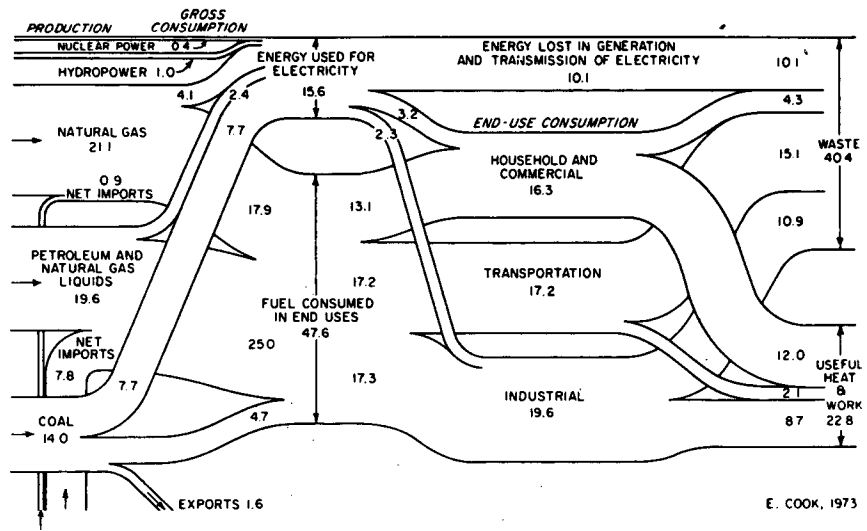 PRODUCTION
GROSS
CONSUMPTION
NUCLEAR POWER 0.4
HYDROPOWER 1.0
4.1
2.4
7.7
NATURAL GAS
21.1
0.9
NET IMPORTS
PETROLEUM AND
NATURAL GAS
LIQUIDS
19.6
NET
IMPORTS
7.8
7.7
COAL
14.0
4.7
EXPORTS 1.6
ENERGY USED FOR
ELECTRICITY
15.6
17.9
13.1
17.2
FUEL CONSUMED
IN END USES
47.6
25.0
17.3
3.2
2.3
ENERGY LOST IN GENERATION
AND TRANSMISSION OF ELECTRICITY
10.1
END-USE CONSUMPTION
HOUSEHOLD AND
COMMERCIAL
16.3
TRANSPORTATION
17.2
INDUSTRIAL
19.6
10.1
4.3
15.1
10.9
WASTE
40.4
12.0
2.1
8.7
USEFUL
HEAT
&
WORK
22.8
E. COOK, 1973